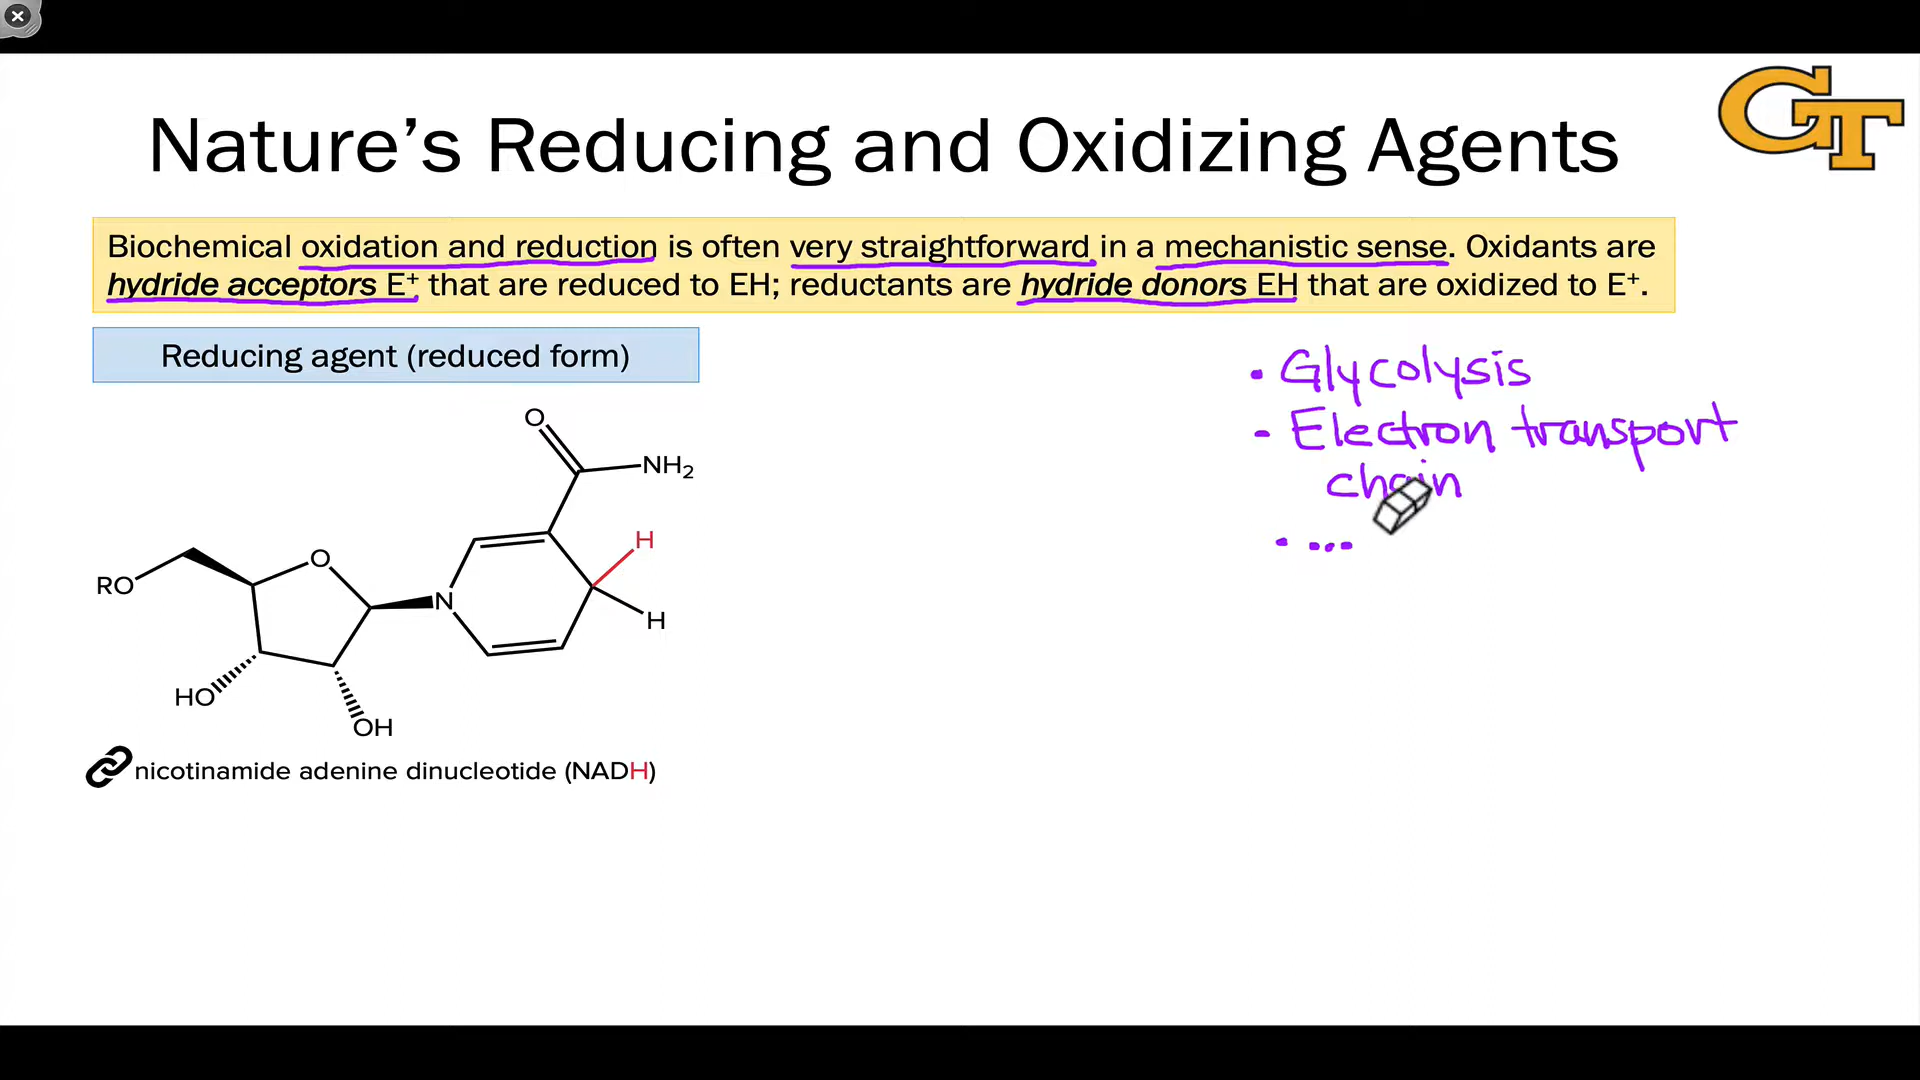 GT
Nature’s Reducing and Oxidizing Agents
Biochemical oxidation and reduction is often very straightforward in a mechanistic sense. Oxidants are
hydride acceptors E⁺ that are reduced to EH; reductants are hydride donors EH that are oxidized to E⁺.
Reducing agent (reduced form)
• Glycolysis
• Electron transport
chain
• ...
O
NH₂
H
O
RO
N
H
HO
OH
nicotinamide adenine dinucleotide (NADH)